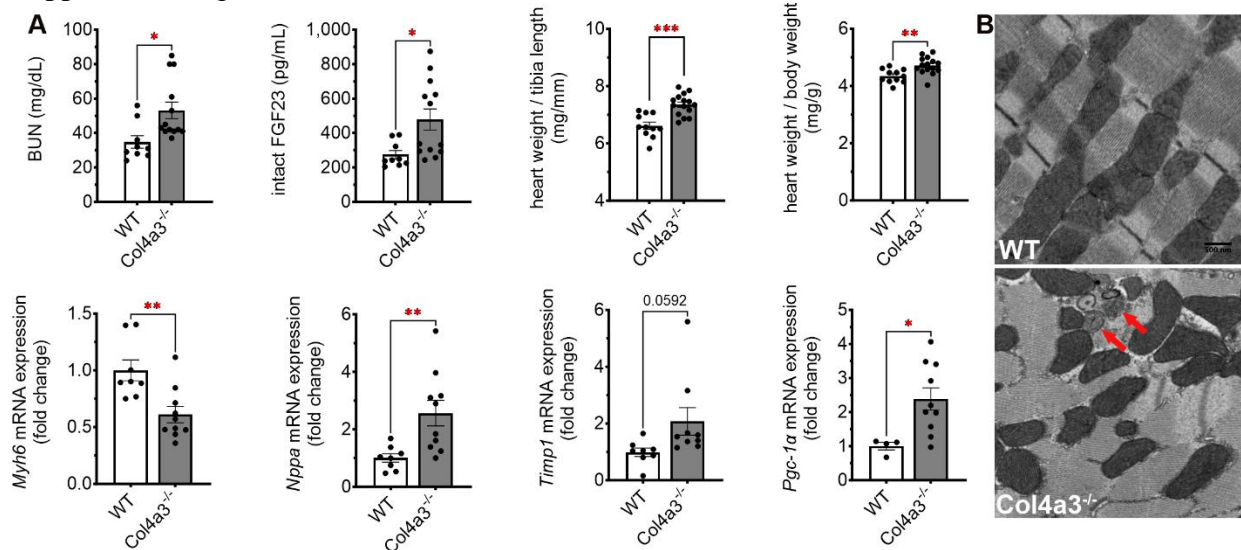 A
BUN
(mg/dL)
*
100
80
60
40
20
0
WT
Col4a3-/-
intact FGF23 (pg/mL)
*
1,000
800
600
400
200
0
WT
Col4a3-/-
heart weight / tibia length
(mg/mm)
***
10
8
6
4
WT
Col4a3-/-
heart weight / body weight
(mg/g)
**
6
4
2
0
WT
Col4a3-/-
Myh6 mRNA expression
(fold change)
**
1.5
1.0
0.5
0.0
WT
Col4a3-/-
Nppa mRNA expression
(fold change)
**
6
4
2
0
WT
Col4a3-/-
Timp1 mRNA expression
(fold change)
0.0592
6
4
2
0
WT
Col4a3-/-
Pgc-1α mRNA expression
(fold change)
*
5
4
3
2
1
0
WT
Col4a3-/-
B
WT
500 nm
Col4a3-/-